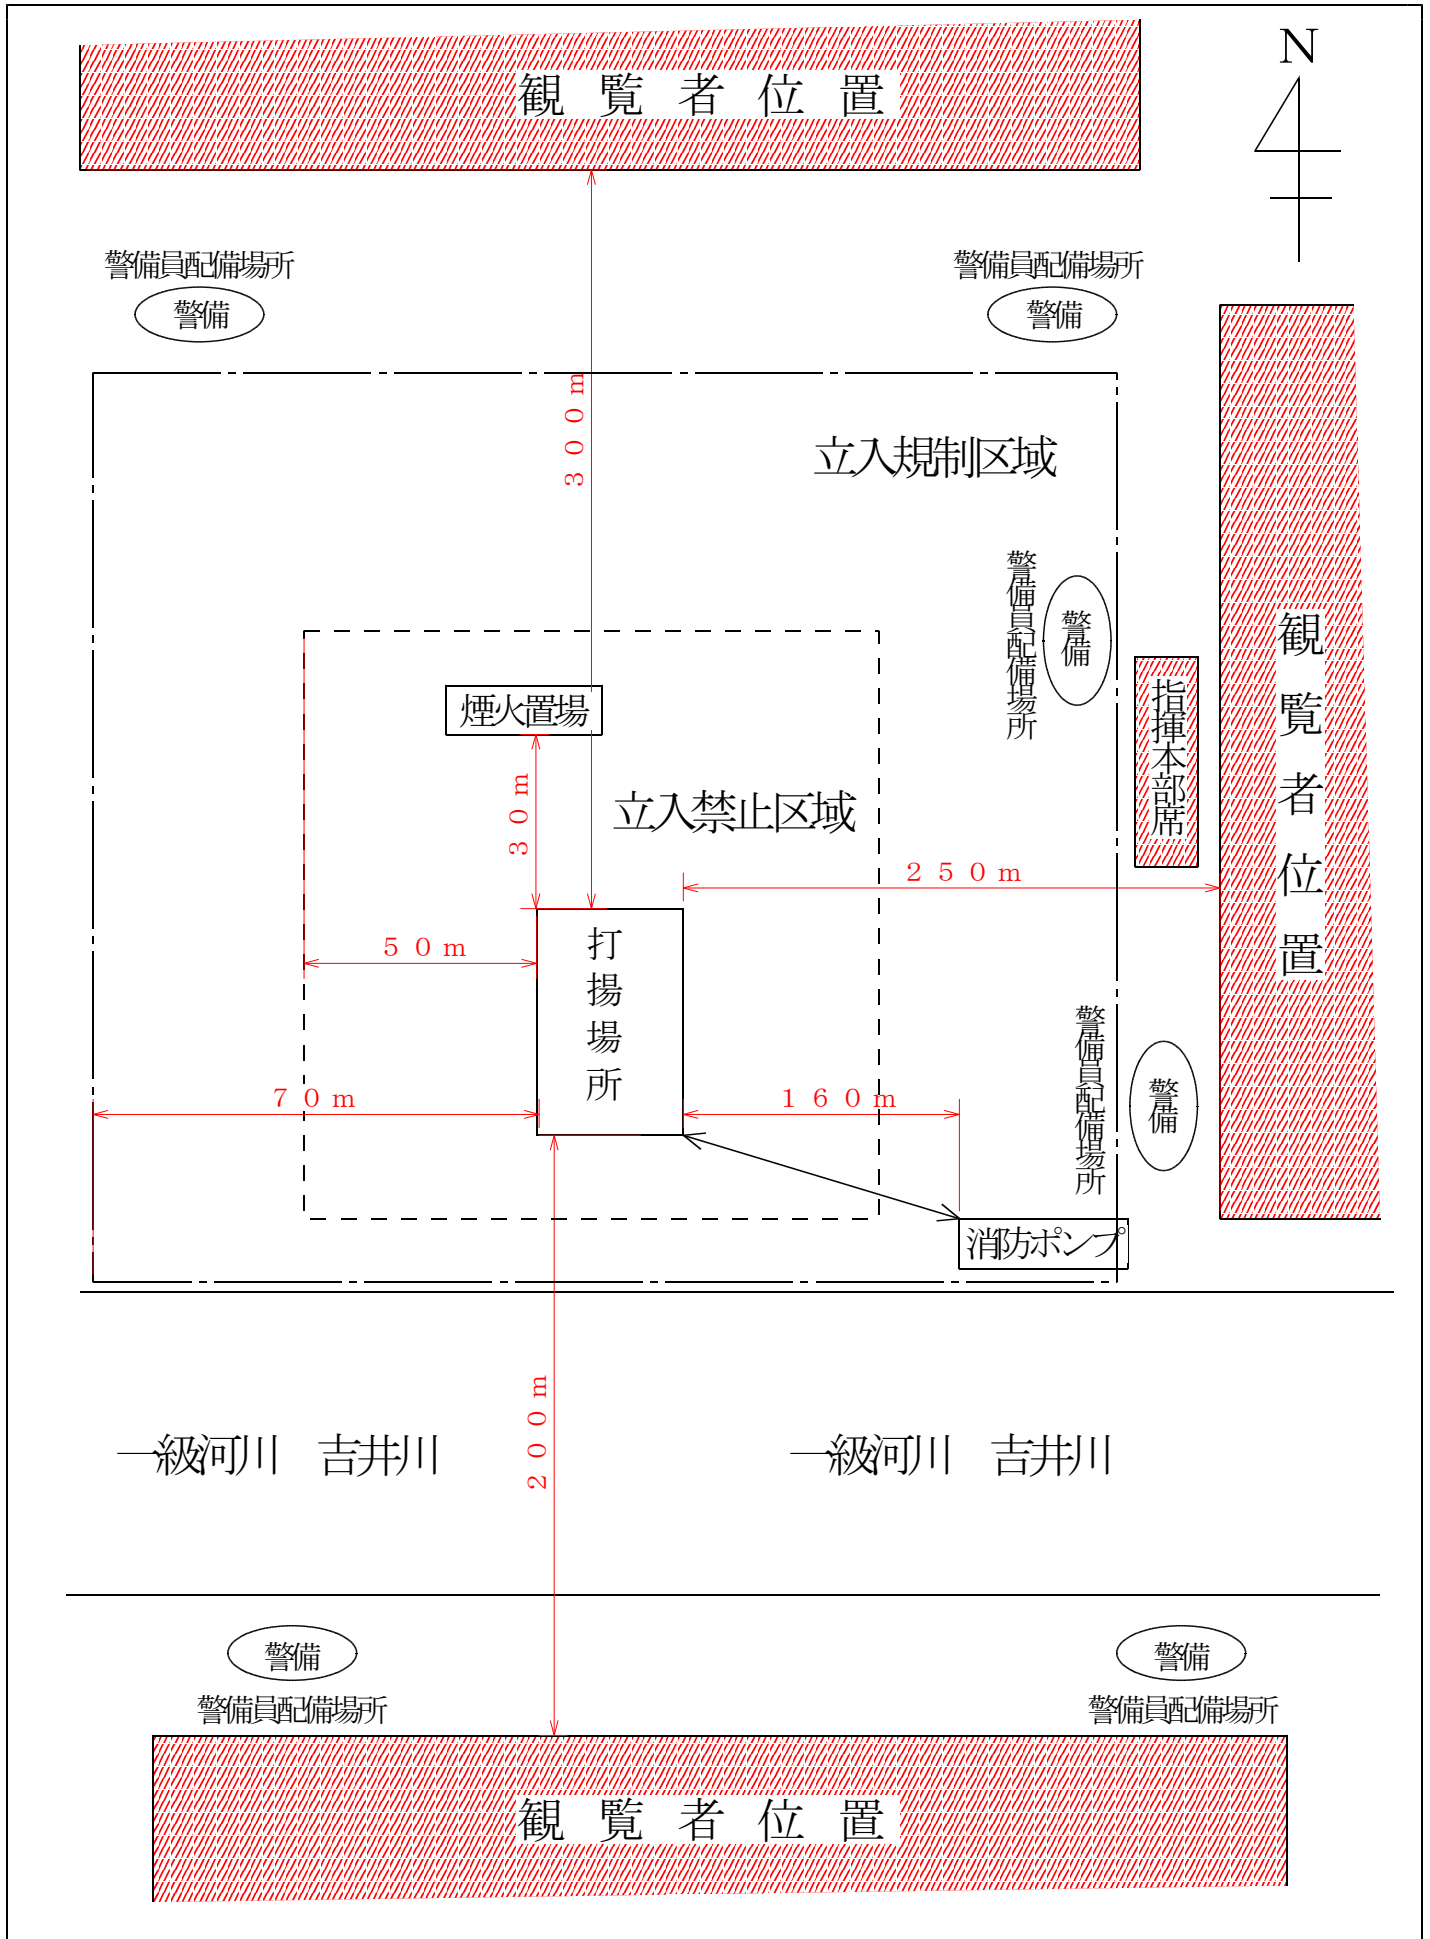 N
観覧者位置
警備員配備場所
警備
警備員配備場所
警備
300m
立入規制区域
警備員配備場所
警備
指揮本部席
観覧者位置
煙火置場
30m
立入禁止区域
250m
50m
打揚場所
70m
160m
警備員配備場所
警備
消防ポンプ
200m
一級河川 吉井川
一級河川 吉井川
警備
警備員配備場所
警備
警備員配備場所
観覧者位置